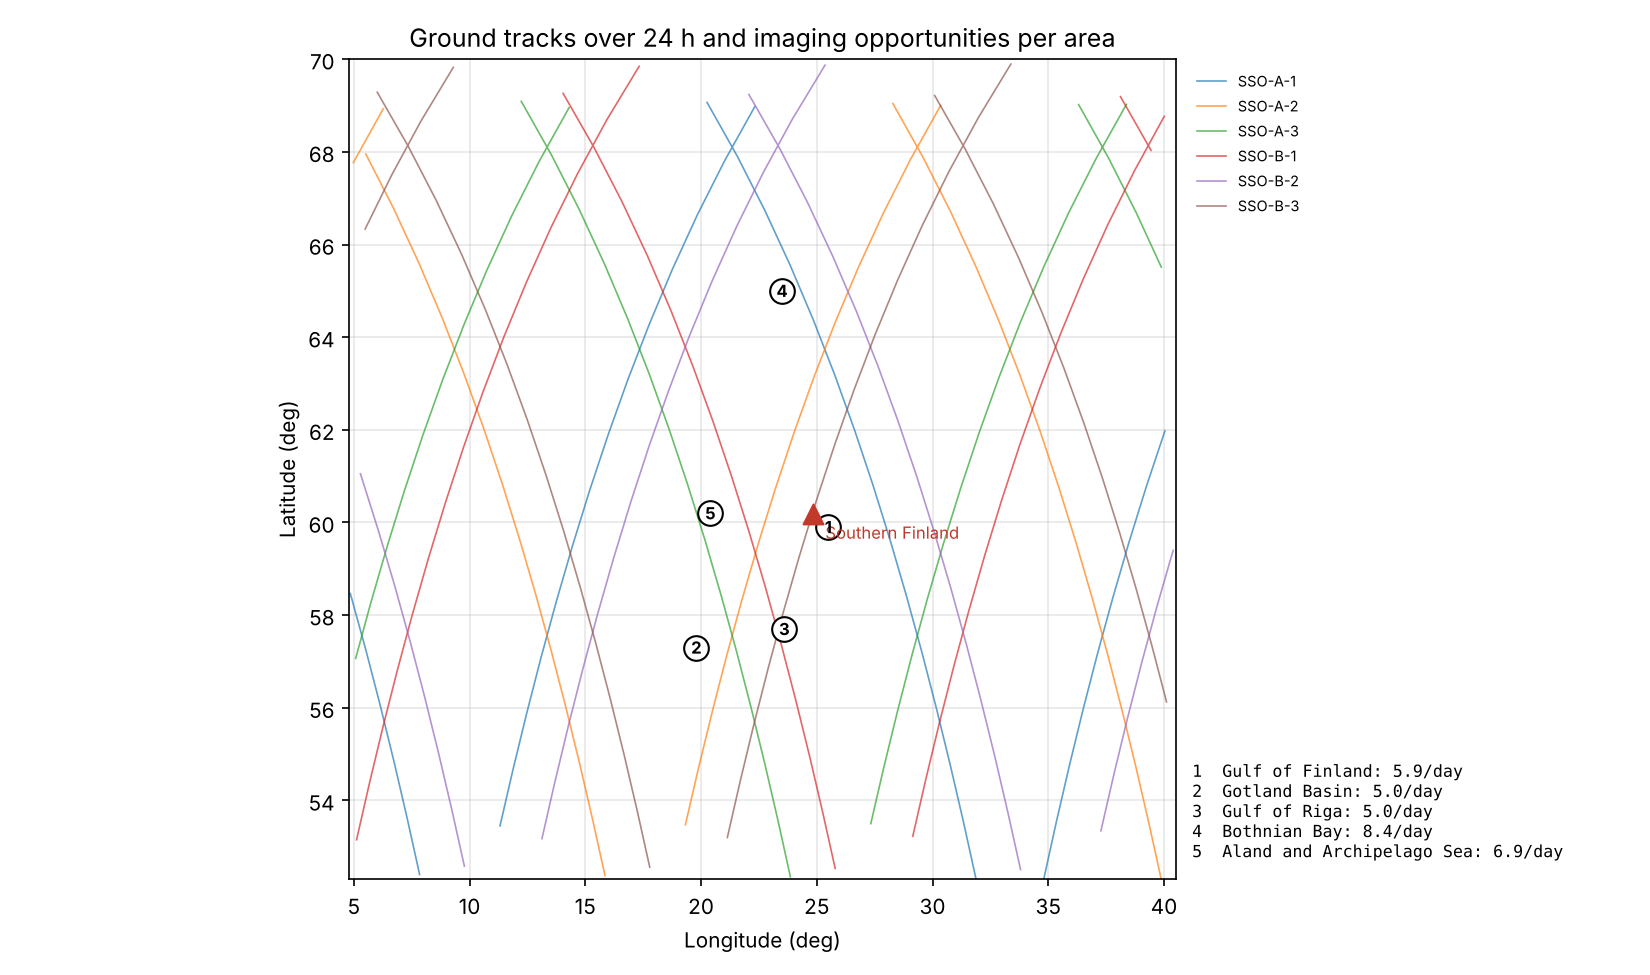 Ground tracks over 24 h and imaging opportunities per area
70
68
66
64
62
60
58
56
54
Latitude (deg)
5
10
15
20
25
30
35
40
Longitude (deg)
SSO-A-1
SSO-A-2
SSO-A-3
SSO-B-1
SSO-B-2
SSO-B-3
4
5
1
Southern Finland
3
2
1 Gulf of Finland: 5.9/day
2 Gotland Basin: 5.0/day
3 Gulf of Riga: 5.0/day
4 Bothnian Bay: 8.4/day
5 Aland and Archipelago Sea: 6.9/day